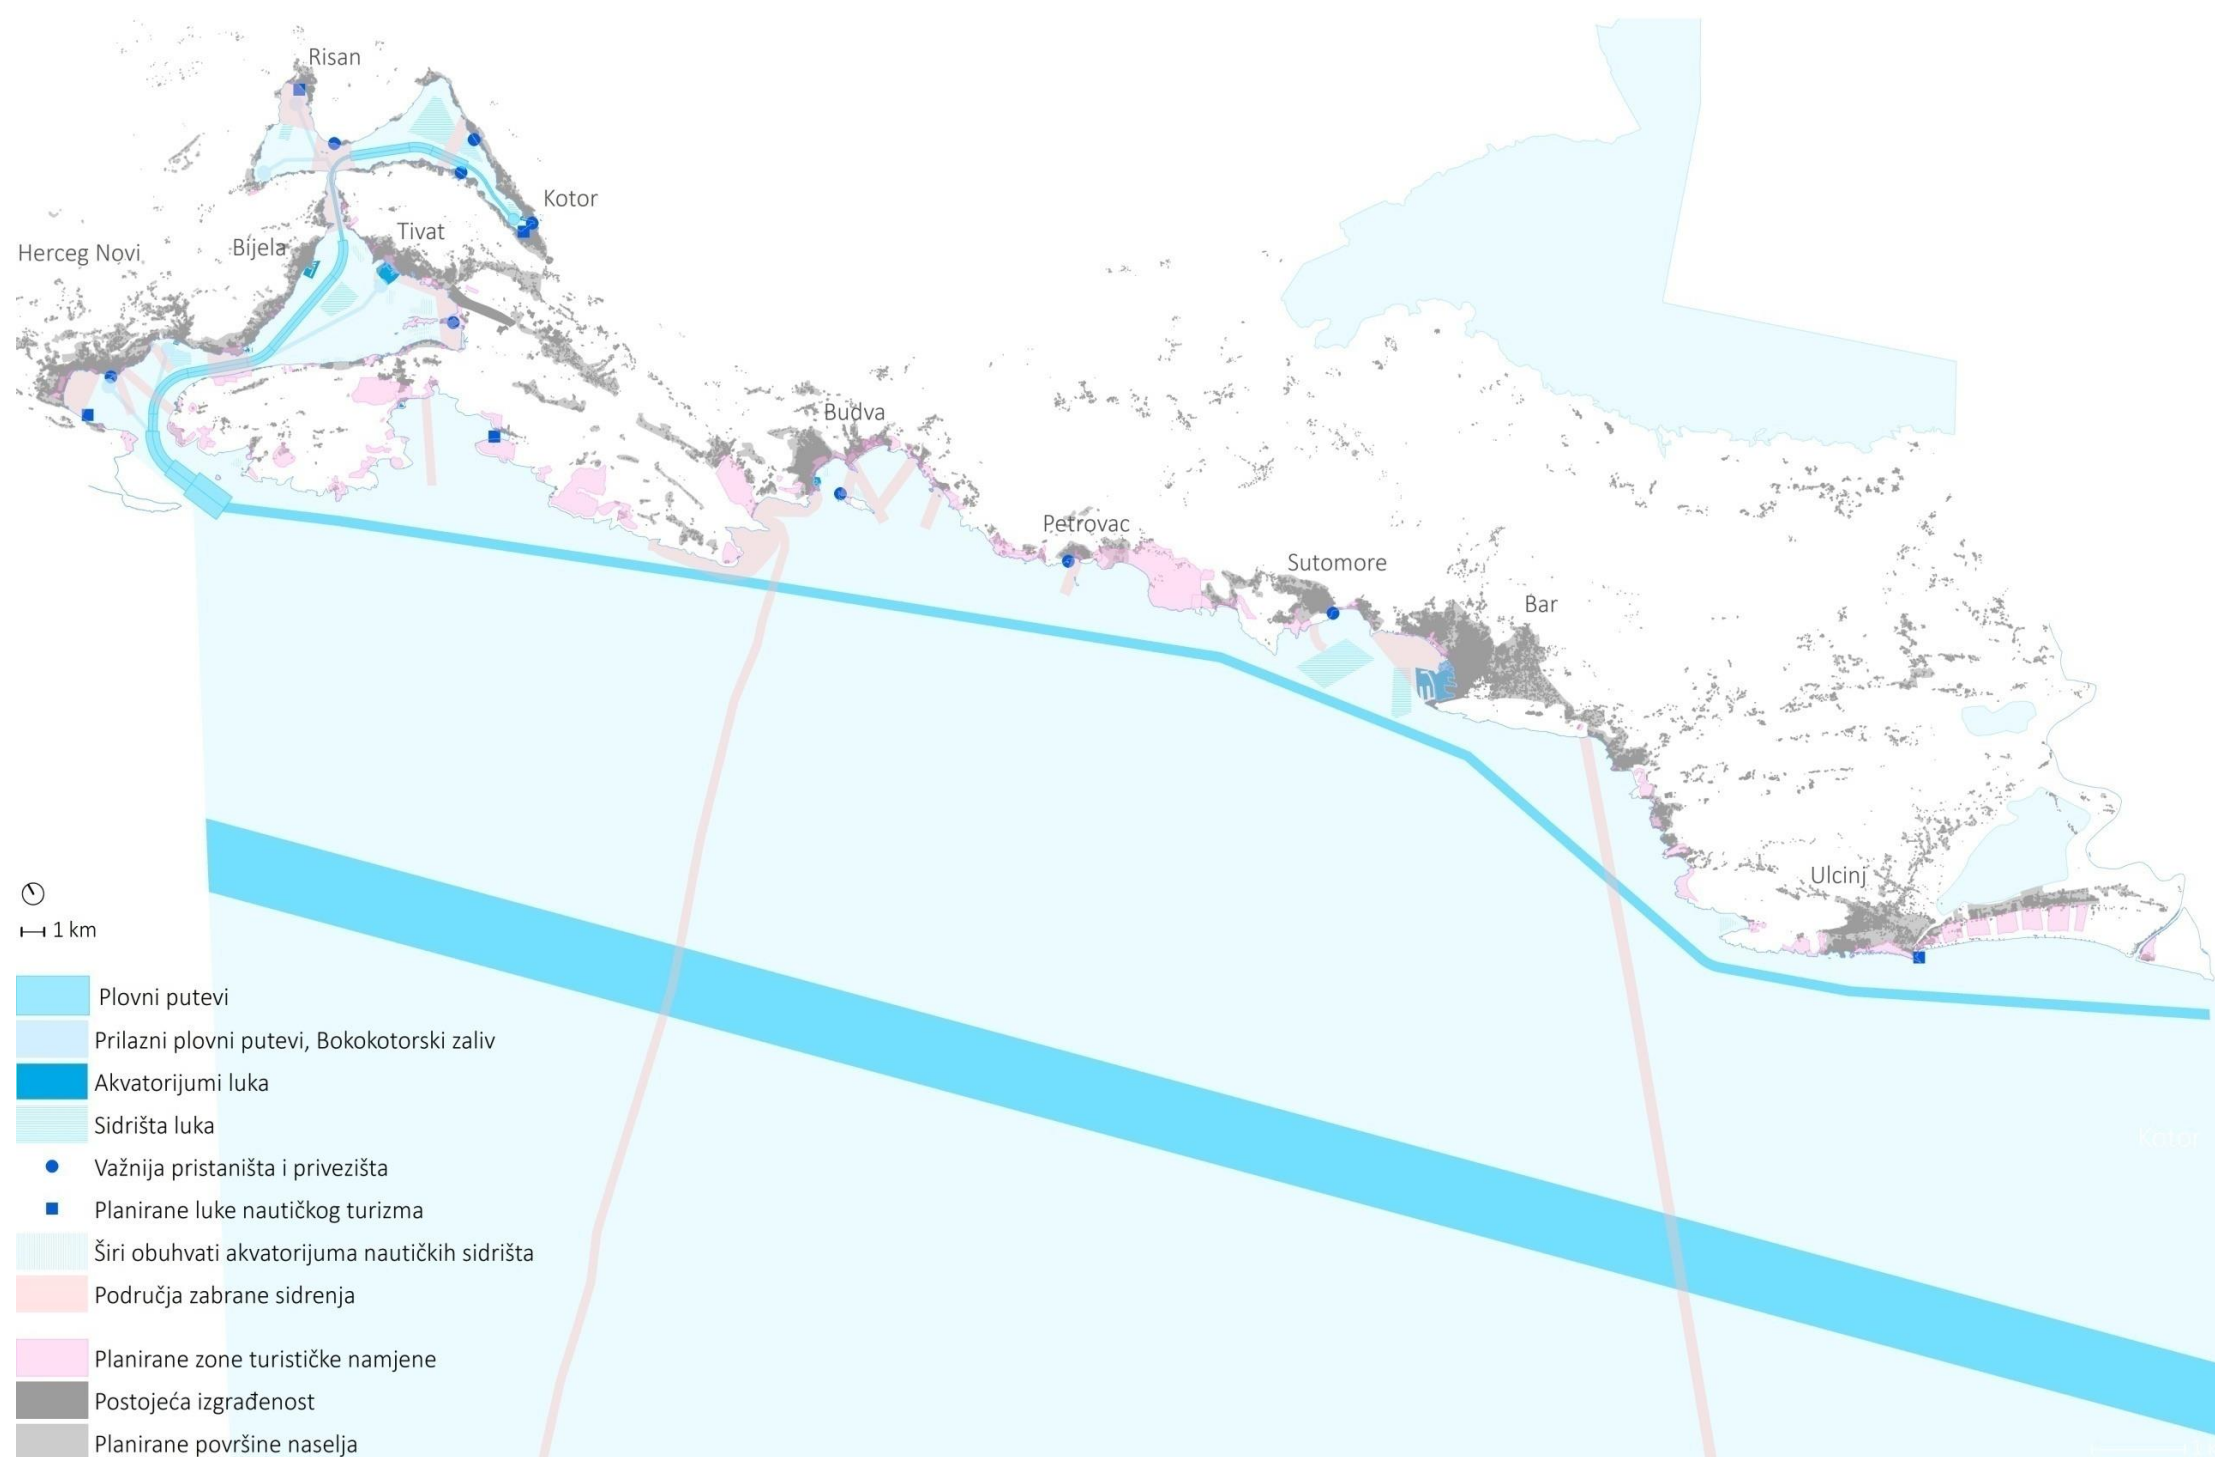 Risan
Kotor
Tivat
Bijela
Herceg Novi
Budva
Petrovac
Sutomore
Bar
Ulcinj
1 km
Kotor
Plovni putevi
Prilazni plovni putevi, Bokokotorski zaliv
Akvatorijumi luka
Sidrišta luka
Važnija pristaništa i privezišta
Planirane luke nautičkog turizma
Širi obuhvati akvatorijuma nautičkih sidrišta
Područja zabrane sidrenja
Planirane zone turističke namjene
Postojeća izgrađenost
Planirane površine naselja